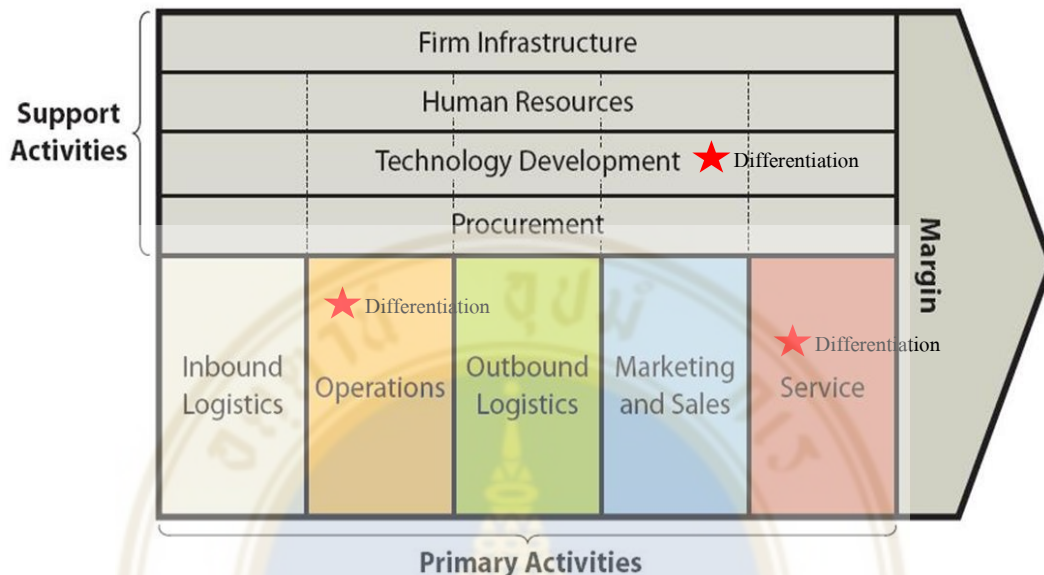 Support
Activities
Firm Infrastructure
Human Resources
Technology Development
Differentiation
Procurement
Margin
Differentiation
Differentiation
Inbound
Logistics
Operations
Outbound
Logistics
Marketing
and Sales
Service
Primary Activities